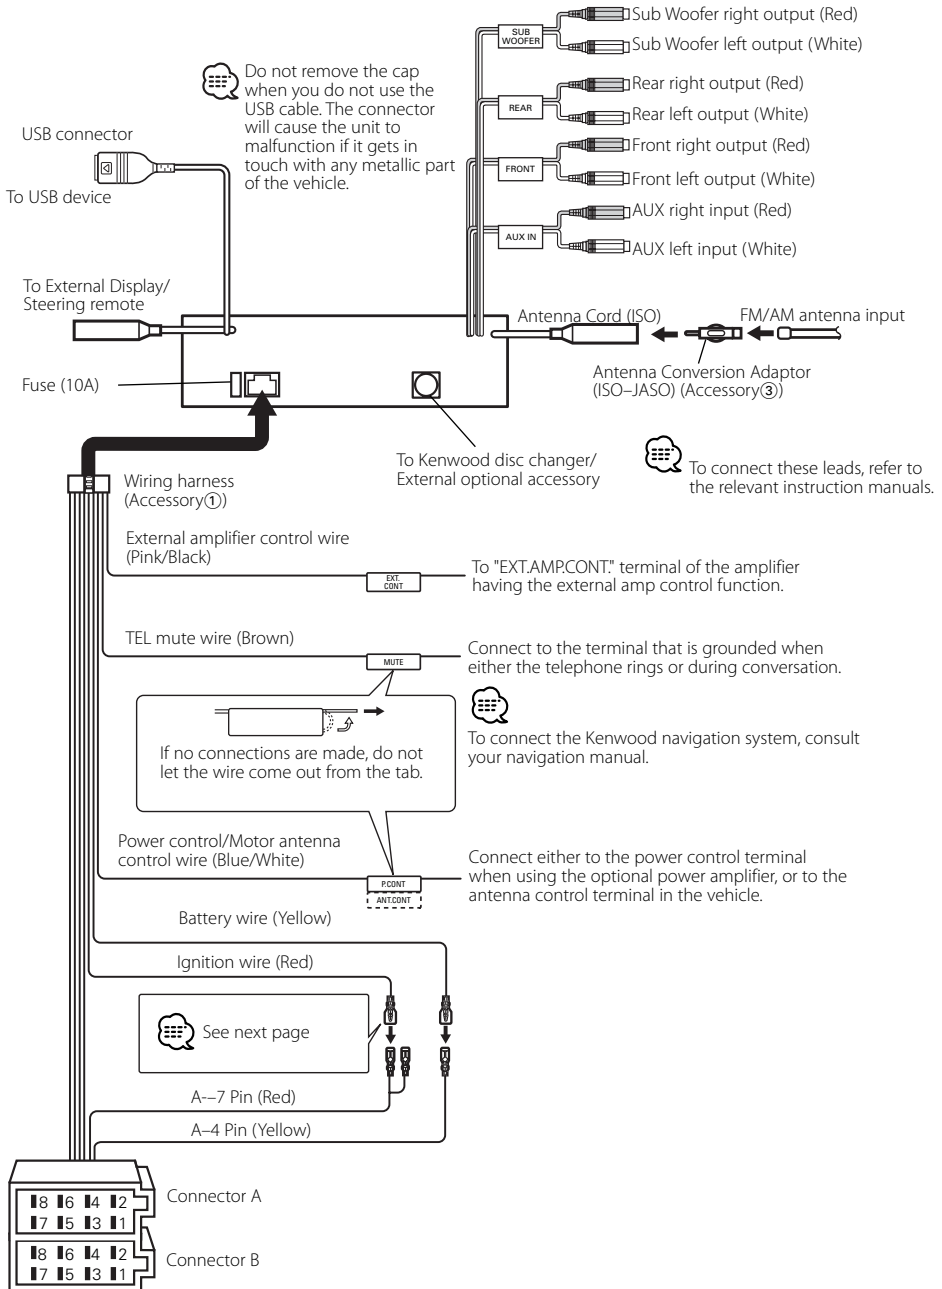 Sub Woofer right output (Red)
SUB
WOOFER
Sub Woofer left output (White)
Do not remove the cap
when you do not use the
USB cable. The connector
will cause the unit to
malfunction if it gets in
touch with any metallic part
of the vehicle.
Rear right output (Red)
REAR
Rear left output (White)
USB connector
Front right output (Red)
FRONT
Front left output (White)
To USB device
AUX right input (Red)
AUX IN
AUX left input (White)
To External Display/
Steering remote
Antenna Cord (ISO)
FM/AM antenna input
Fuse (10A)
Antenna Conversion Adaptor
(ISO–JASO) (Accessory③)
To Kenwood disc changer/
External optional accessory
To connect these leads, refer to
the relevant instruction manuals.
Wiring harness
(Accessory①)
External amplifier control wire
(Pink/Black)
EXT.
CONT
To "EXT.AMP.CONT." terminal of the amplifier
having the external amp control function.
TEL mute wire (Brown)
MUTE
Connect to the terminal that is grounded when
either the telephone rings or during conversation.
If no connections are made, do not
let the wire come out from the tab.
To connect the Kenwood navigation system, consult
your navigation manual.
Power control/Motor antenna
control wire (Blue/White)
P.CONT
ANT.CONT
Connect either to the power control terminal
when using the optional power amplifier, or to the
antenna control terminal in the vehicle.
Battery wire (Yellow)
Ignition wire (Red)
See next page
A-–7 Pin (Red)
A–4 Pin (Yellow)
Connector A
8 6 4 2
7 5 3 1
Connector B
8 6 4 2
7 5 3 1